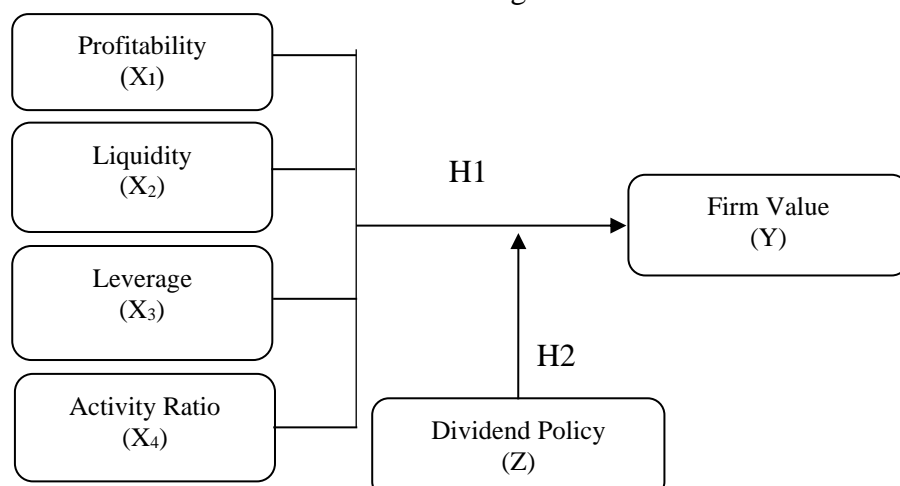 Profitability
(X1)
Liquidity
(X2)
H1
Firm Value
(Y)
Leverage
(X3)
H2
Activity Ratio
(X4)
Dividend Policy
(Z)